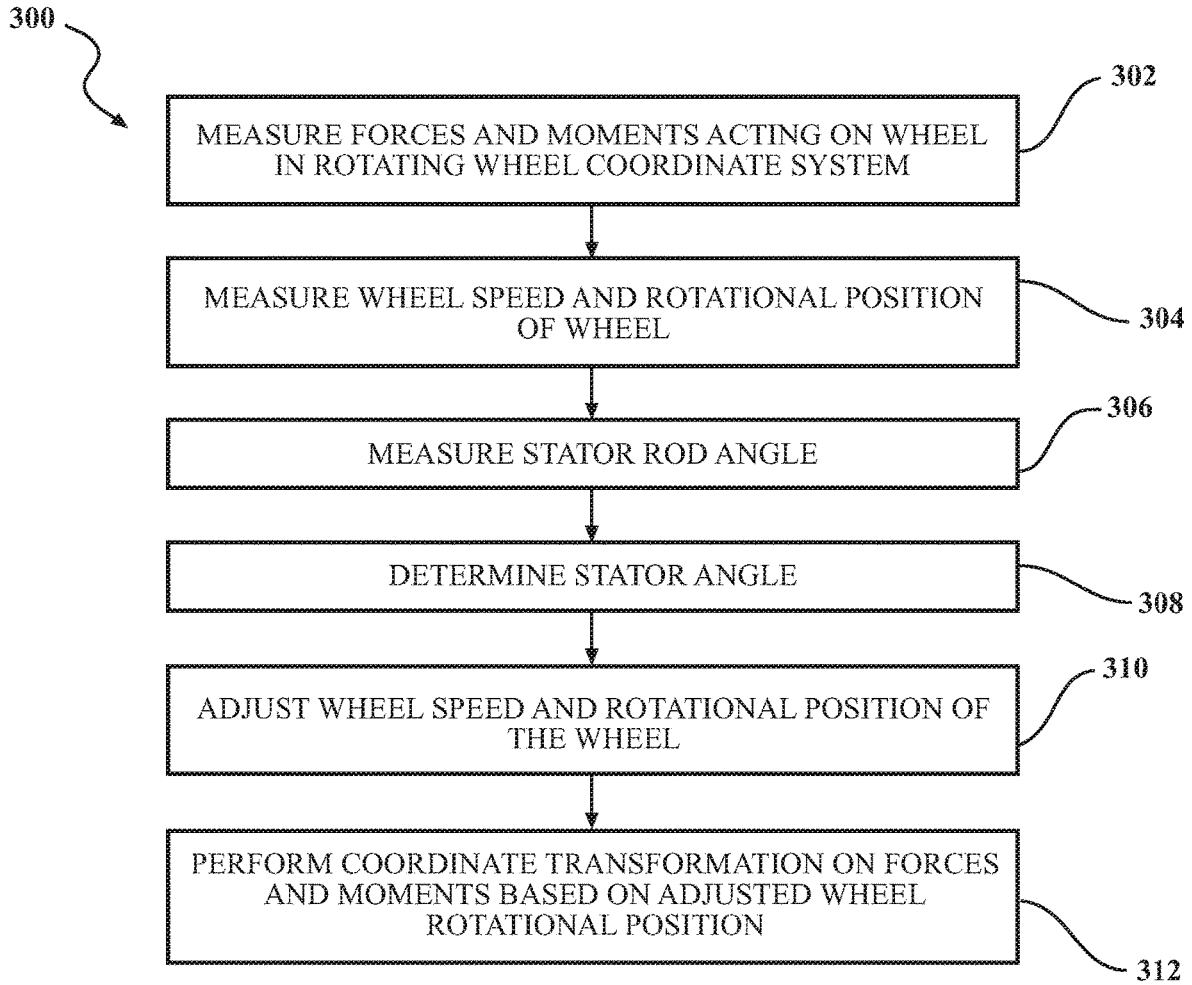 300
302
MEASURE FORCES AND MOMENTS ACTING ON WHEEL
IN ROTATING WHEEL COORDINATE SYSTEM
MEASURE WHEEL SPEED AND ROTATIONAL POSITION
OF WHEEL
304
306
MEASURE STATOR ROD ANGLE
DETERMINE STATOR ANGLE
308
310
ADJUST WHEEL SPEED AND ROTATIONAL POSITION OF
THE WHEEL
PERFORM COORDINATE TRANSFORMATION ON FORCES
AND MOMENTS BASED ON ADJUSTED WHEEL
ROTATIONAL POSITION
312